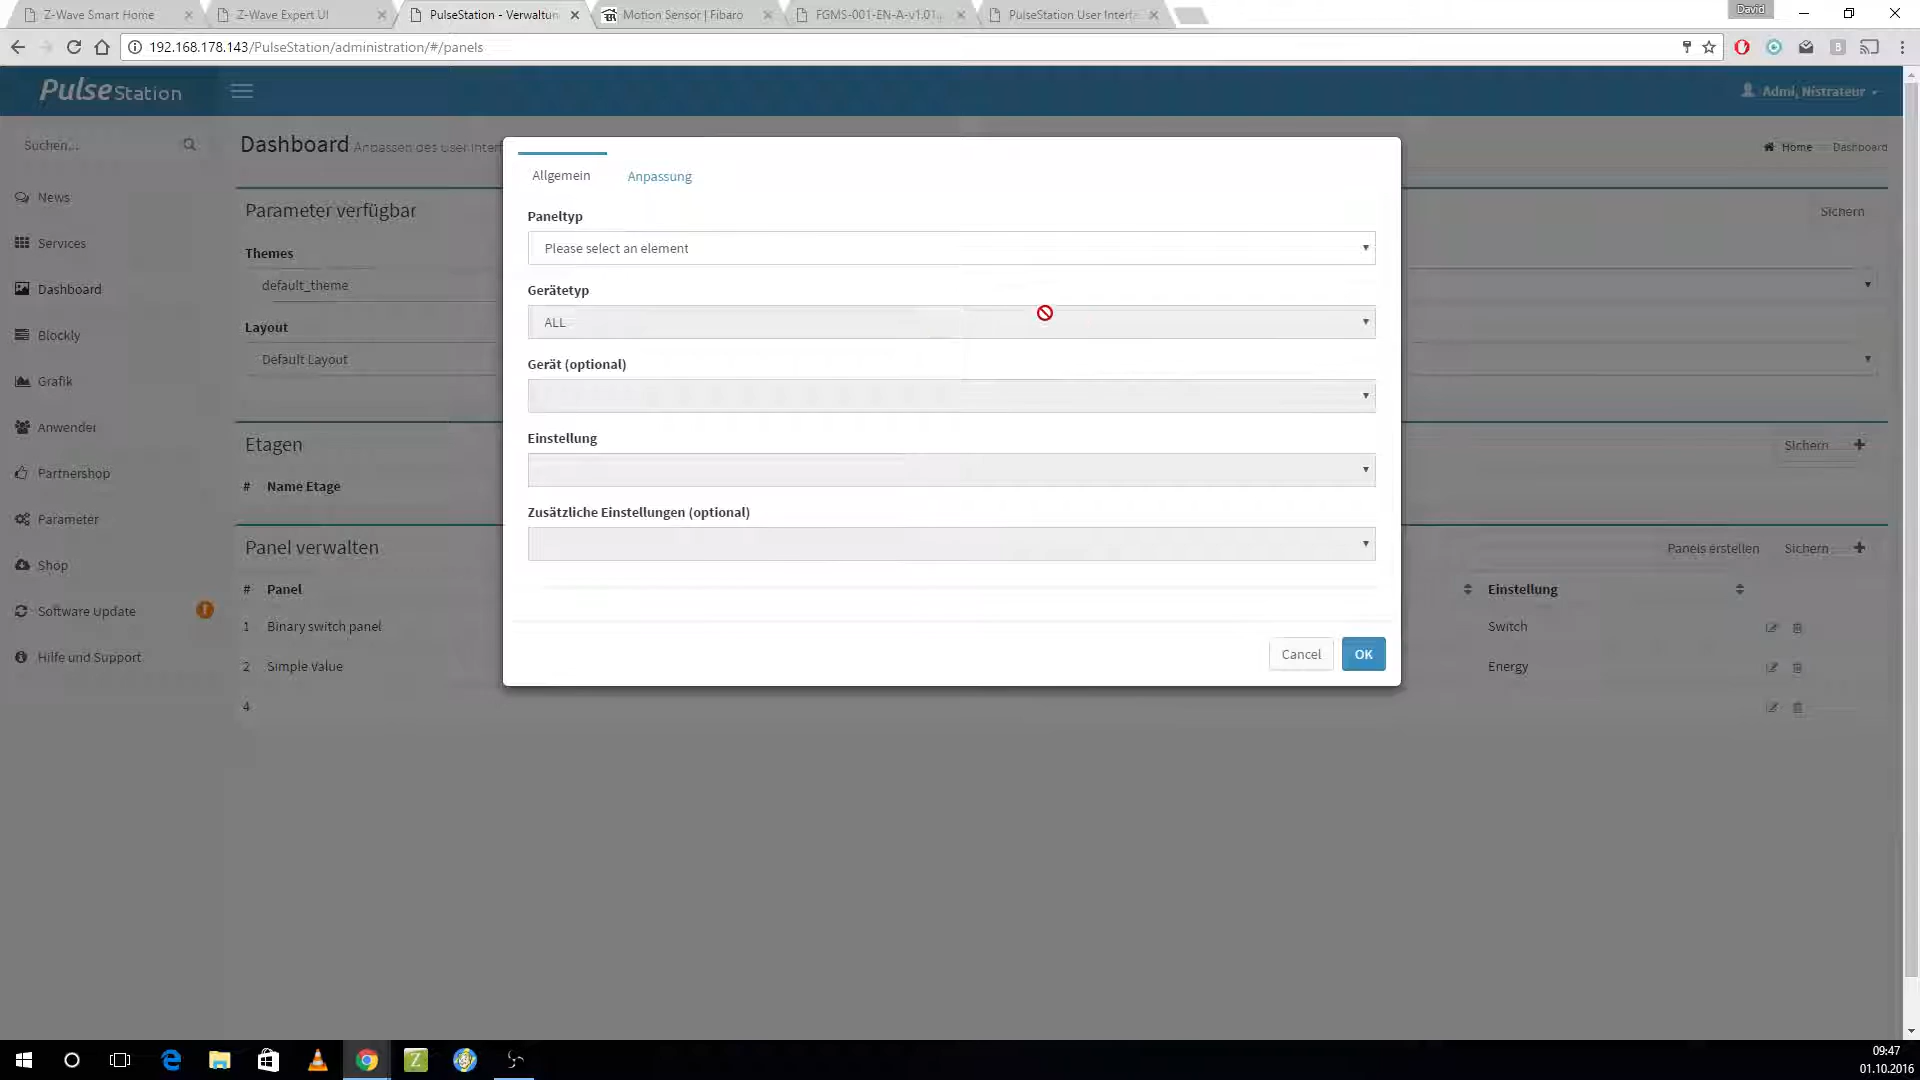 Z-Wave Smart Home
Z-Wave Expert UI
PulseStation - Verwaltun
Motion Sensor | Fibaro
FGMS-001-EN-A-v1.01.
PulseStation User Interfa
David
192.168.178.143/PulseStation/administration/#/panels
PulseStation
Admi, Nistrateur
Suchen...
News
Services
Dashboard
Blockly
Grafik
Anwender
Partnershop
Parameter
Shop
Software Update
Hilfe und Support
Dashboard Anpassen des User Interf
Home
Dashboard
Parameter verfügbar
Sichern
Themes
default_theme
Layout
Default Layout
Etagen
Sichern
# Name Etage
Panel verwalten
Panels erstellen
Sichern
# Panel
Einstellung
1 Binary switch panel
Switch
2 Simple Value
Energy
4
Allgemein
Anpassung
Paneltyp
Please select an element
Gerätetyp
ALL
Gerät (optional)
Einstellung
Zusätzliche Einstellungen (optional)
Cancel
OK
09:47
01.10.2016